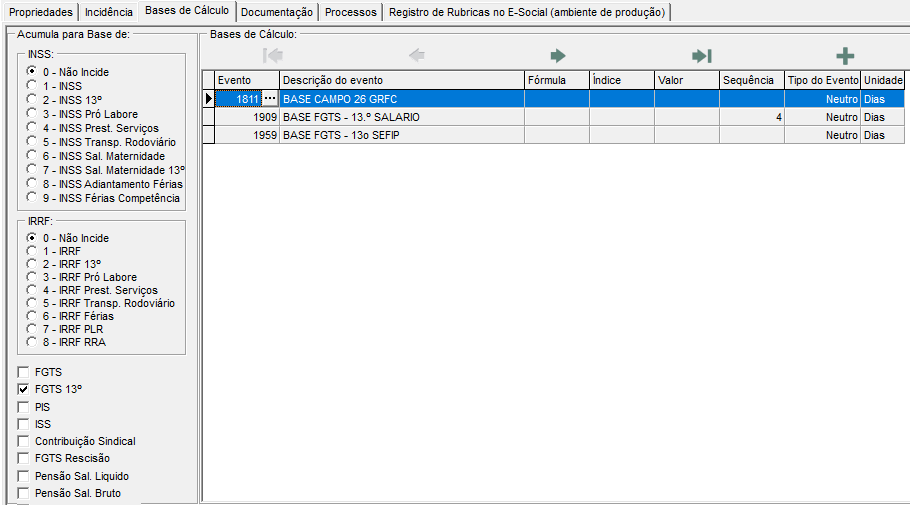 Propriedades Incidência Bases de Cálculo Documentação Processos Registro de Rubricas no E-Social (ambiente de produção)
Acumula para Base de:
INSS:
0 - Não Incide
1 - INSS
2 - INSS 13º
3 - INSS Pró Labore
4 - INSS Prest. Serviços
5 - INSS Transp. Rodoviário
6 - INSS Sal. Maternidade
7 - INSS Sal. Maternidade 13º
8 - INSS Adiantamento Férias
9 - INSS Férias Competência
IRRF:
0 - Não Incide
1 - IRRF
2 - IRRF 13º
3 - IRRF Pró Labore
4 - IRRF Prest. Serviços
5 - IRRF Transp. Rodoviário
6 - IRRF Férias
7 - IRRF PLR
8 - IRRF RRA
FGTS
FGTS 13º
PIS
ISS
Contribuição Sindical
FGTS Rescisão
Pensão Sal. Liquido
Pensão Sal. Bruto
Bases de Cálculo:
Evento Descrição do evento Fórmula Índice Valor Sequência Tipo do Evento Unidade
1811 ... BASE CAMPO 26 GRFC Neutro Dias
1909 BASE FGTS - 13.º SALARIO 4 Neutro Dias
1959 BASE FGTS - 13o SEFIP Neutro Dias